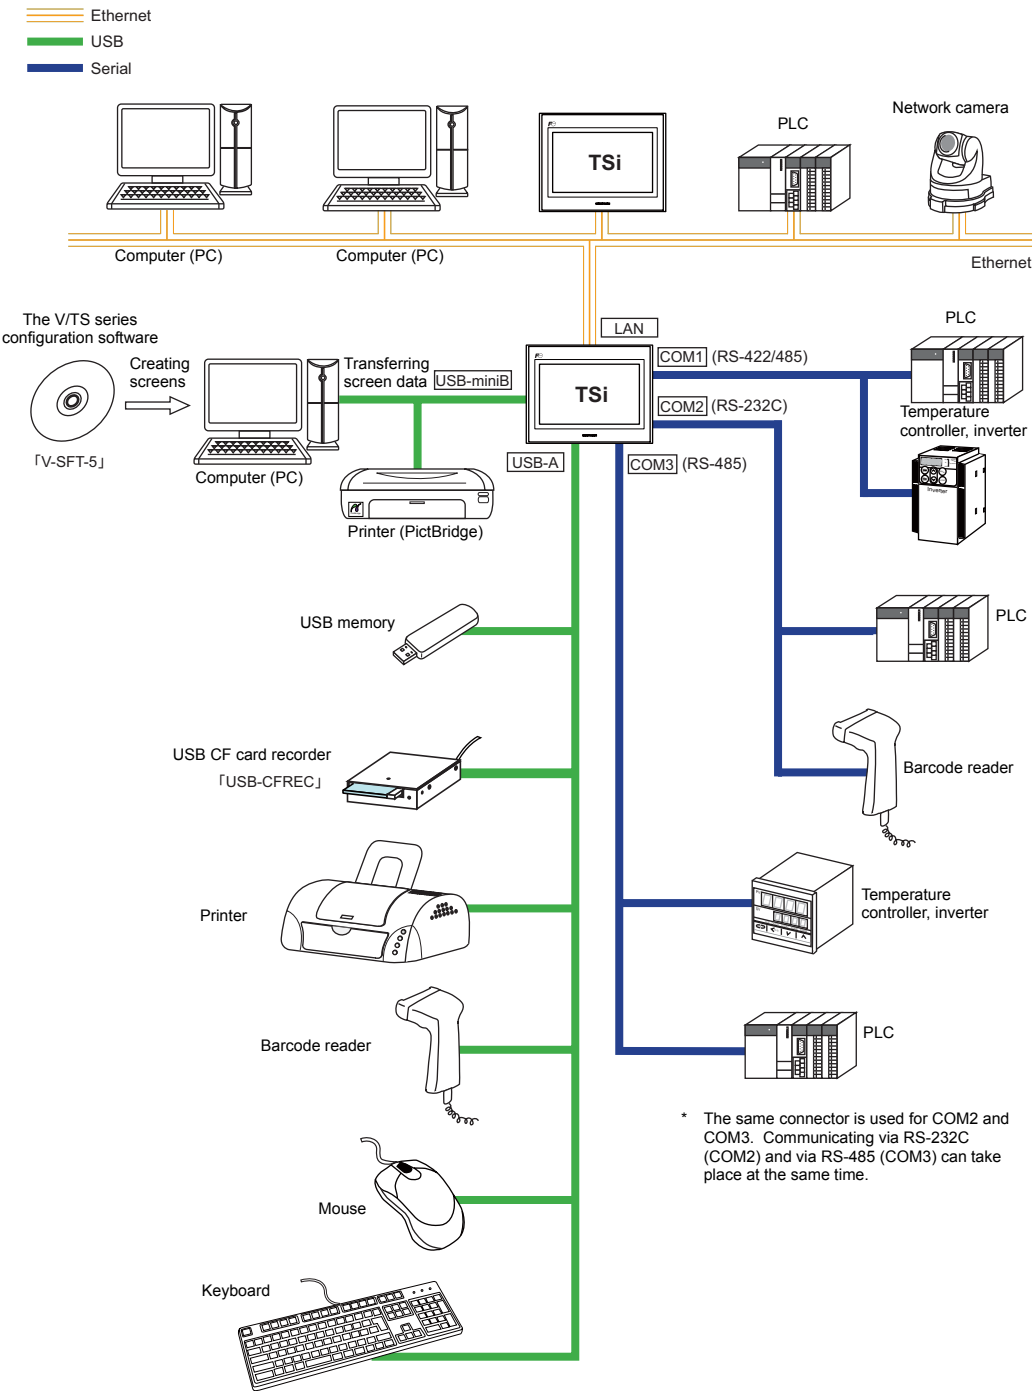 Ethernet
USB
Serial
Network camera
PLC
TSi
Computer (PC)
Computer (PC)
Ethernet
The V/TS series
configuration software
「V-SFT-5」
Creating
screens
Computer (PC)
Transferring
screen data
USB-miniB
LAN
TSi
COM1 (RS-422/485)
COM2 (RS-232C)
USB-A
COM3 (RS-485)
PLC
Temperature
controller, inverter
Inverter
Printer (PictBridge)
USB memory
PLC
USB CF card recorder
「USB-CFREC」
Barcode reader
Printer
Temperature
controller, inverter
Barcode reader
PLC
* The same connector is used for COM2 and
COM3. Communicating via RS-232C
(COM2) and via RS-485 (COM3) can take
place at the same time.
Mouse
Keyboard